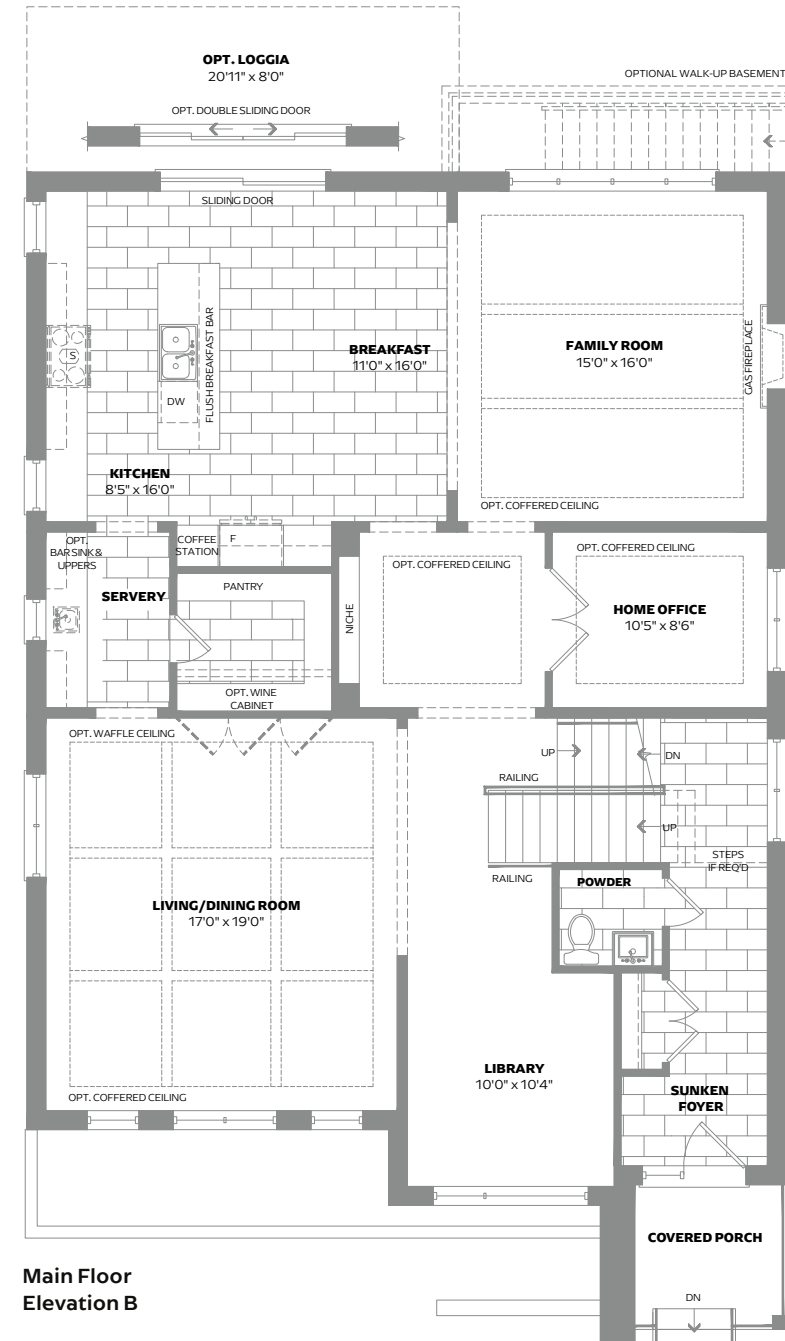 OPT. LOGGIA
20'11" x 8'0"
OPTIONAL WALK-UP BASEMENT
OPT. DOUBLE SLIDING DOOR
SLIDING DOOR
S
DW
FLUSH BREAKFAST BAR
BREAKFAST
11'0" x 16'0"
FAMILY ROOM
15'0" x 16'0"
GAS FIREPLACE
KITCHEN
8'5" x 16'0"
OPT. COFFERED CEILING
OPT.
BAR SINK &
UPPERS
COFFEE
STATION
F
SERVERY
PANTRY
OPT. WINE
CABINET
NICHE
OPT. COFFERED CEILING
OPT. COFFERED CEILING
HOME OFFICE
10'5" x 8'6"
OPT. WAFFLE CEILING
UP
DN
RAILING
UP
STEPS
IF REQ'D
RAILING
POWDER
LIVING/DINING ROOM
17'0" x 19'0"
OPT. COFFERED CEILING
LIBRARY
10'0" x 10'4"
SUNKEN
FOYER
COVERED PORCH
DN
Main Floor
Elevation B